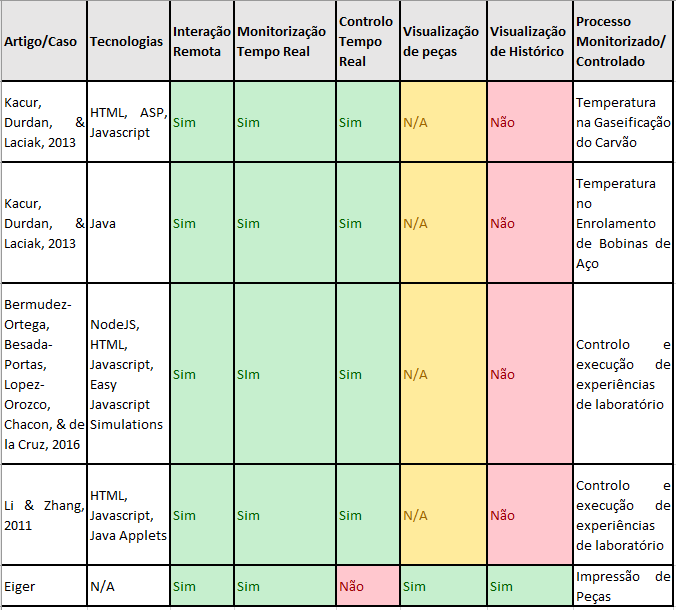 Artigo/Caso
Tecnologias
Interação
Remota
Monitorização
Tempo Real
Controlo
Tempo
Real
Visualização
de peças
Visualização
de Histórico
Processo
Monitorizado/
Controlado
Kacur,
Durdan, &
Laciak, 2013
HTML, ASP,
Javascript
Sim
Sim
Sim
N/A
Não
Temperatura
na Gaseificação
do Carvão
Kacur,
Durdan, &
Laciak, 2013
Java
Sim
Sim
Sim
N/A
Não
Temperatura
no
Enrolamento
de Bobinas de
Aço
Bermudez-
Ortega,
Besada-
Portas,
Lopez-
Orozco,
Chacon, & de
la Cruz, 2016
NodeJS,
HTML,
Javascript,
Easy
Javascript
Simulations
Sim
SIm
Sim
N/A
Não
Controlo e
execução de
experiências
de laboratório
Li & Zhang,
2011
HTML,
Javascript,
Java Applets
Sim
Sim
Sim
N/A
Não
Controlo e
execução de
experiências
de laboratório
Eiger
N/A
Sim
Sim
Não
Sim
Sim
Impressão de
Peças